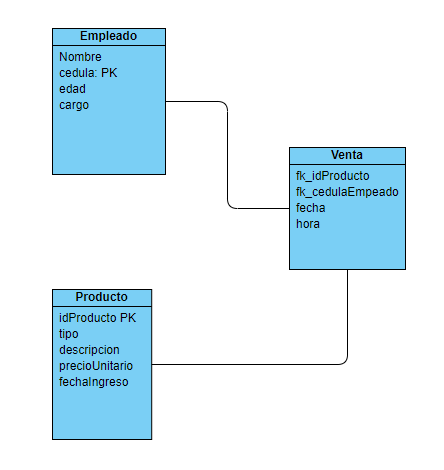 Empleado
Nombre
cedula: PK
edad
cargo
Venta
fk_idProducto
fk_cedulaEmpeado
fecha
hora
Producto
idProducto PK
tipo
descripcion
precioUnitario
fechaIngreso